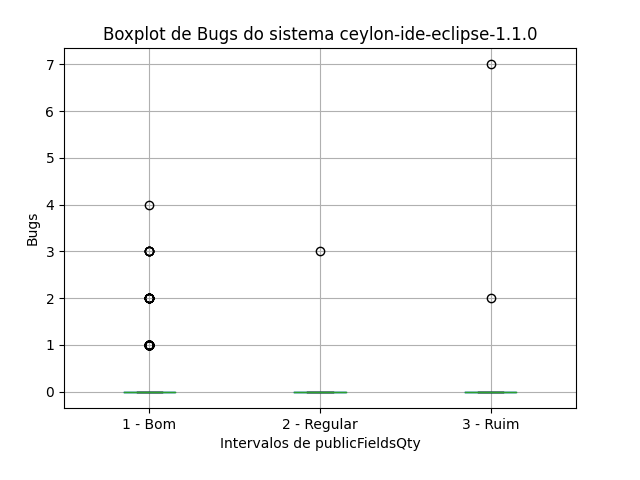 Boxplot de Bugs do sistema ceylon-ide-eclipse-1.1.0
7
6
5
4
3
2
1
0
Bugs
1 - Bom
2 - Regular
3 - Ruim
Intervalos de publicFieldsQty